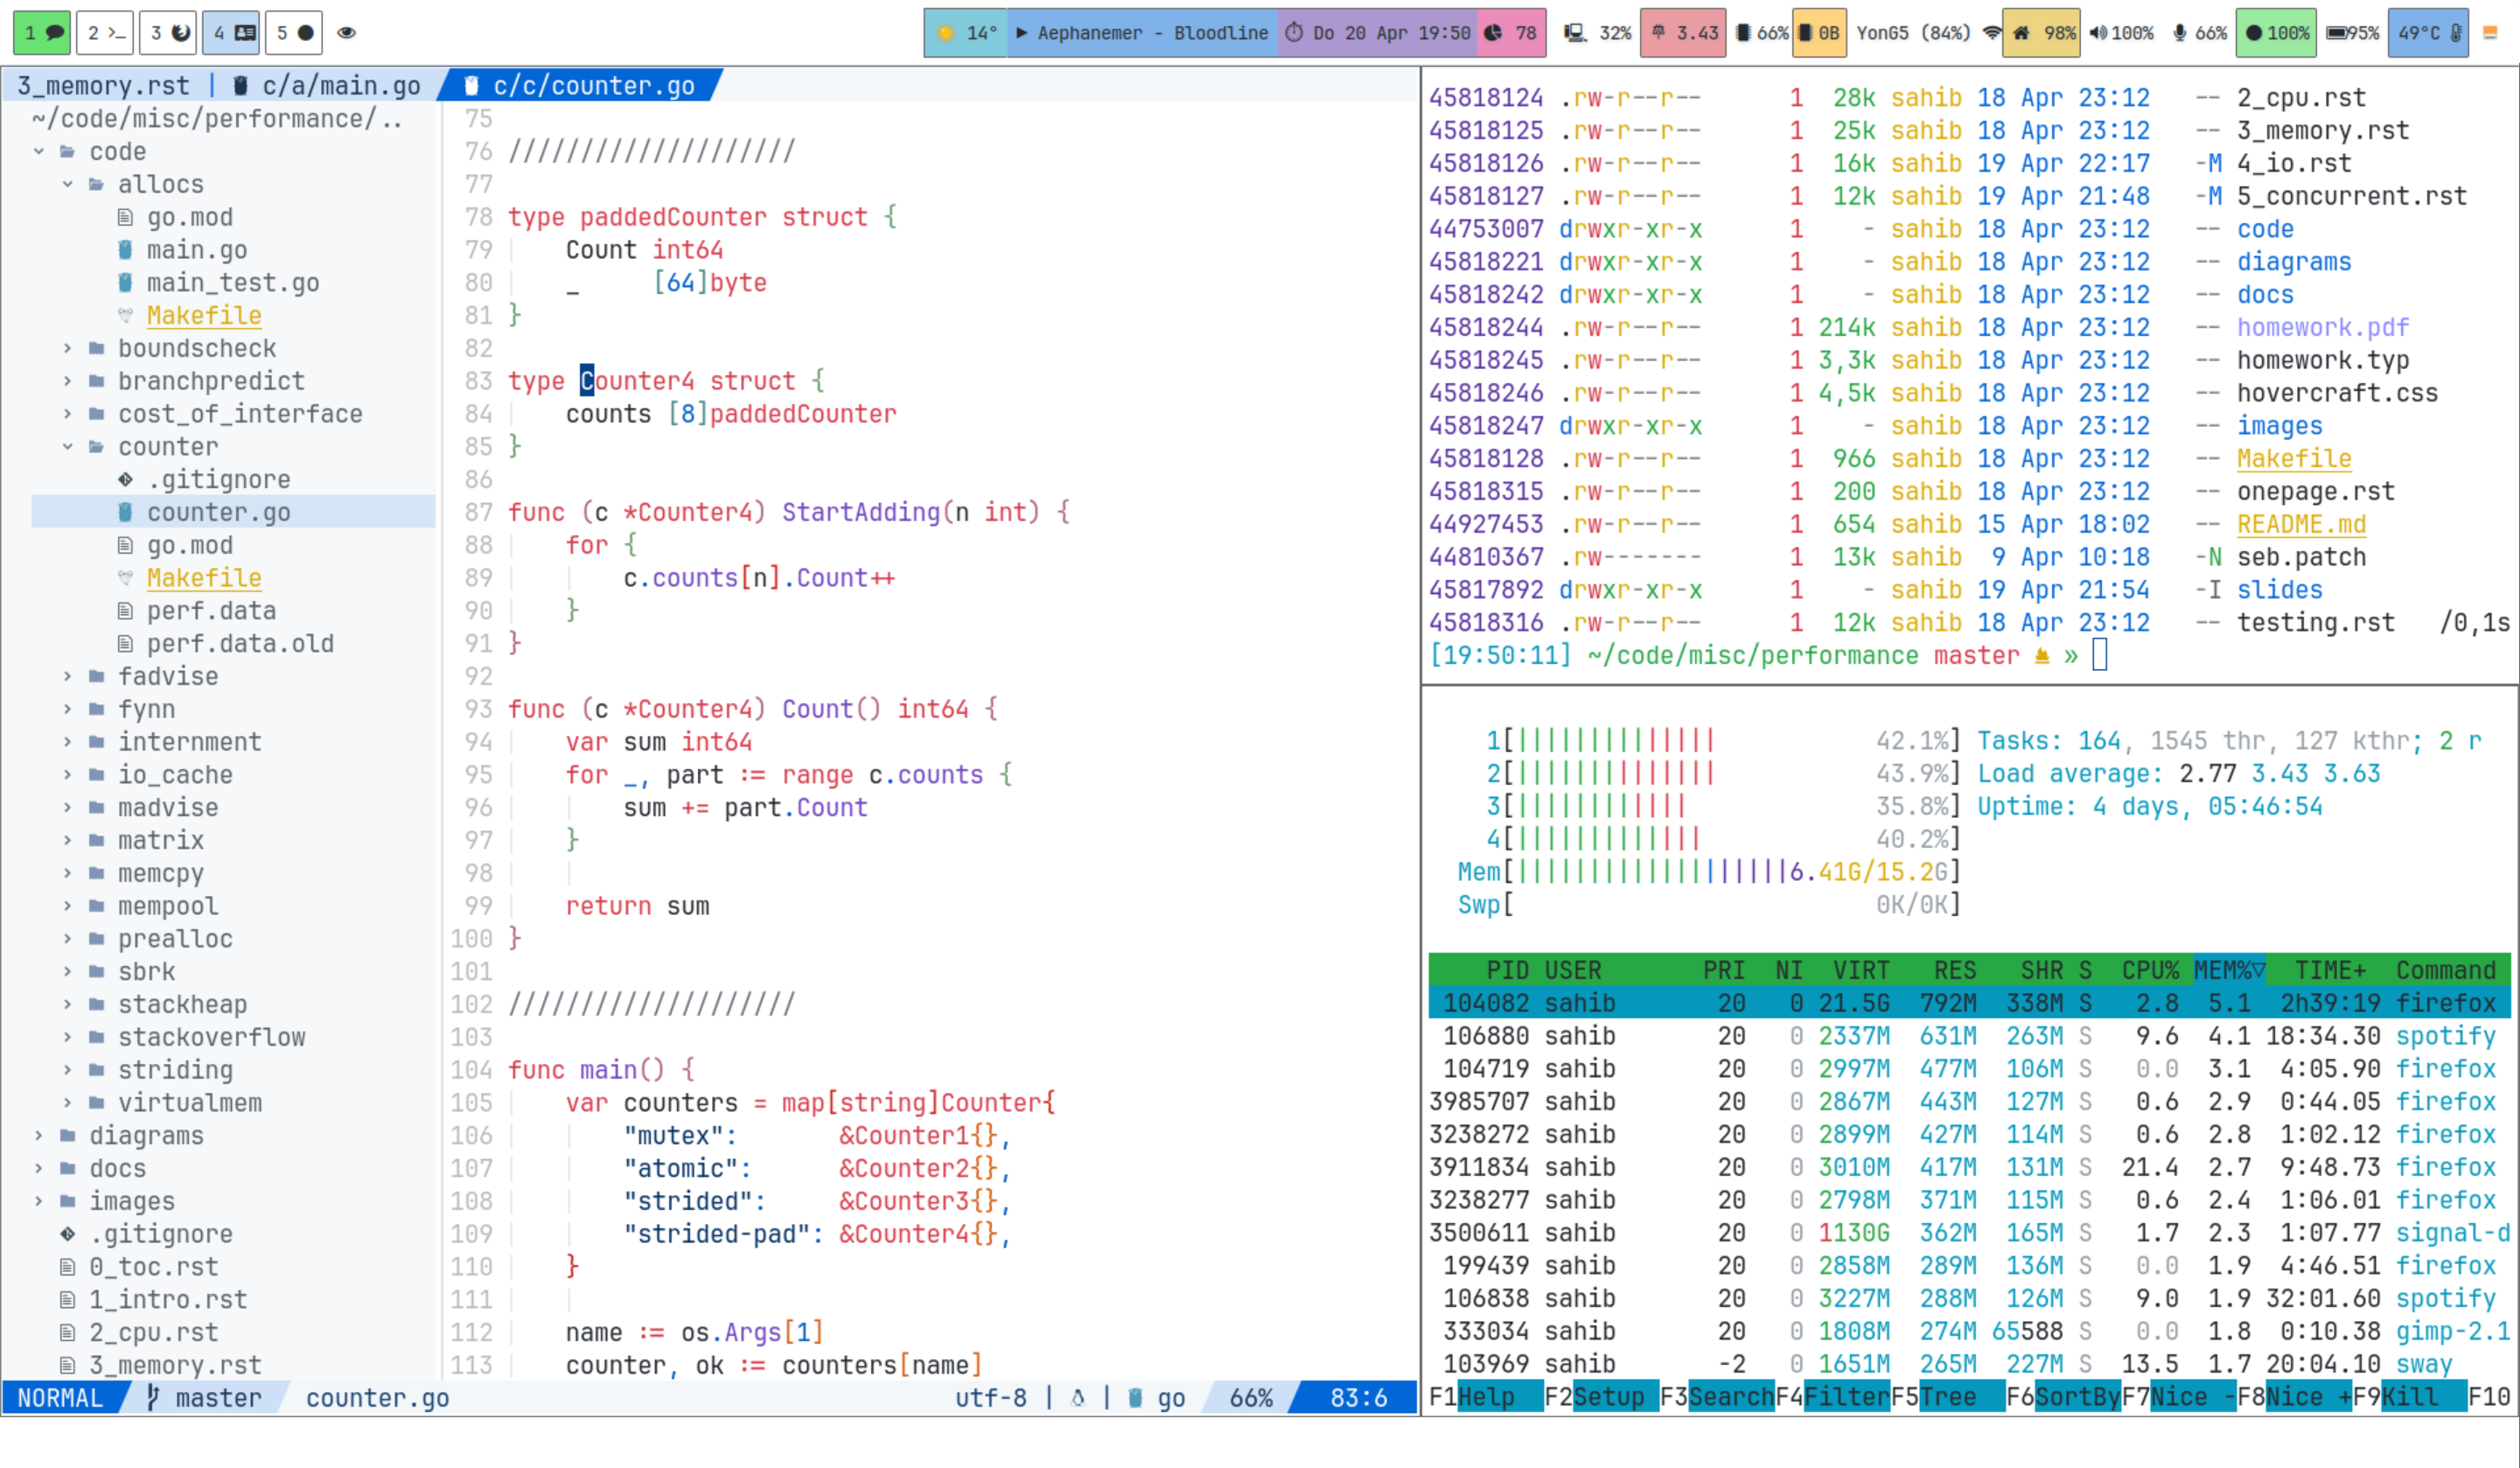 1 2 >_ 3 4 5
14° ▶ Aephanemer - Bloodline Do 20 Apr 19:50 78 32% 3.43 66% 0B YonG5 (84%) 98% 100% 66% 100% 95% 49°C
3_memory.rst | c/a/main.go c/c/counter.go
~/code/misc/performance/..
code
allocs
go.mod
main.go
main_test.go
Makefile
boundscheck
branchpredict
cost_of_interface
counter
.gitignore
counter.go
go.mod
Makefile
perf.data
perf.data.old
fadvise
fynn
internment
io_cache
madvise
matrix
memcpy
mempool
prealloc
sbrk
stackheap
stackoverflow
striding
virtualmem
diagrams
docs
images
.gitignore
0_toc.rst
1_intro.rst
2_cpu.rst
3_memory.rst
75
76 ////////////////////
77
78 type paddedCounter struct {
79 Count int64
80 _ [64]byte
81 }
82
83 type Counter4 struct {
84 counts [8]paddedCounter
85 }
86
87 func (c *Counter4) StartAdding(n int) {
88 for {
89 c.counts[n].Count++
90 }
91 }
92
93 func (c *Counter4) Count() int64 {
94 var sum int64
95 for _, part := range c.counts {
96 sum += part.Count
97 }
98
99 return sum
100 }
101
102 ////////////////////
103
104 func main() {
105 var counters = map[string]Counter{
106 "mutex": &Counter1{},
107 "atomic": &Counter2{},
108 "strided": &Counter3{},
109 "strided-pad": &Counter4{},
110 }
111
112 name := os.Args[1]
113 counter, ok := counters[name]
NORMAL master counter.go utf-8 | | go 66% 83:6
45818124 .rw-r--r-- 1 28k sahib 18 Apr 23:12 -- 2_cpu.rst
45818125 .rw-r--r-- 1 25k sahib 18 Apr 23:12 -- 3_memory.rst
45818126 .rw-r--r-- 1 16k sahib 19 Apr 22:17 -M 4_io.rst
45818127 .rw-r--r-- 1 12k sahib 19 Apr 21:48 -M 5_concurrent.rst
44753007 drwxr-xr-x 1 - sahib 18 Apr 23:12 -- code
45818221 drwxr-xr-x 1 - sahib 18 Apr 23:12 -- diagrams
45818242 drwxr-xr-x 1 - sahib 18 Apr 23:12 -- docs
45818244 .rw-r--r-- 1 214k sahib 18 Apr 23:12 -- homework.pdf
45818245 .rw-r--r-- 1 3,3k sahib 18 Apr 23:12 -- homework.typ
45818246 .rw-r--r-- 1 4,5k sahib 18 Apr 23:12 -- hovercraft.css
45818247 drwxr-xr-x 1 - sahib 18 Apr 23:12 -- images
45818128 .rw-r--r-- 1 966 sahib 18 Apr 23:12 -- Makefile
45818315 .rw-r--r-- 1 200 sahib 18 Apr 23:12 -- onepage.rst
44927453 .rw-r--r-- 1 654 sahib 15 Apr 18:02 -- README.md
44810367 .rw------- 1 13k sahib 9 Apr 10:18 -N seb.patch
45817892 drwxr-xr-x 1 - sahib 19 Apr 21:54 -I slides
45818316 .rw-r--r-- 1 12k sahib 18 Apr 23:12 -- testing.rst /0,1s
[19:50:11] ~/code/misc/performance master »
1[|||||||||||||| 42.1%] Tasks: 164, 1545 thr, 127 kthr; 2 r
2[|||||||||||||| 43.9%] Load average: 2.77 3.43 3.63
3[|||||||||||| 35.8%] Uptime: 4 days, 05:46:54
4[||||||||||||| 40.2%]
Mem[|||||||||||||||||||6.41G/15.2G]
Swp[ 0K/0K]
PID USER PRI NI VIRT RES SHR S CPU% MEM%▽ TIME+ Command
104082 sahib 20 0 21.5G 792M 338M S 2.8 5.1 2h39:19 firefox
106880 sahib 20 0 2337M 631M 263M S 9.6 4.1 18:34.30 spotify
104719 sahib 20 0 2997M 477M 106M S 0.0 3.1 4:05.90 firefox
3985707 sahib 20 0 2867M 443M 127M S 0.6 2.9 0:44.05 firefox
3238272 sahib 20 0 2899M 427M 114M S 0.6 2.8 1:02.12 firefox
3911834 sahib 20 0 3010M 417M 131M S 21.4 2.7 9:48.73 firefox
3238277 sahib 20 0 2798M 371M 115M S 0.6 2.4 1:06.01 firefox
3500611 sahib 20 0 1130G 362M 165M S 1.7 2.3 1:07.77 signal-d
199439 sahib 20 0 2858M 289M 136M S 0.0 1.9 4:46.51 firefox
106838 sahib 20 0 3227M 288M 126M S 9.0 1.9 32:01.60 spotify
333034 sahib 20 0 1808M 274M 65588 S 0.0 1.8 0:10.38 gimp-2.1
103969 sahib -2 0 1651M 265M 227M S 13.5 1.7 20:04.10 sway
F1Help F2Setup F3SearchF4FilterF5Tree F6SortByF7Nice -F8Nice +F9Kill F10